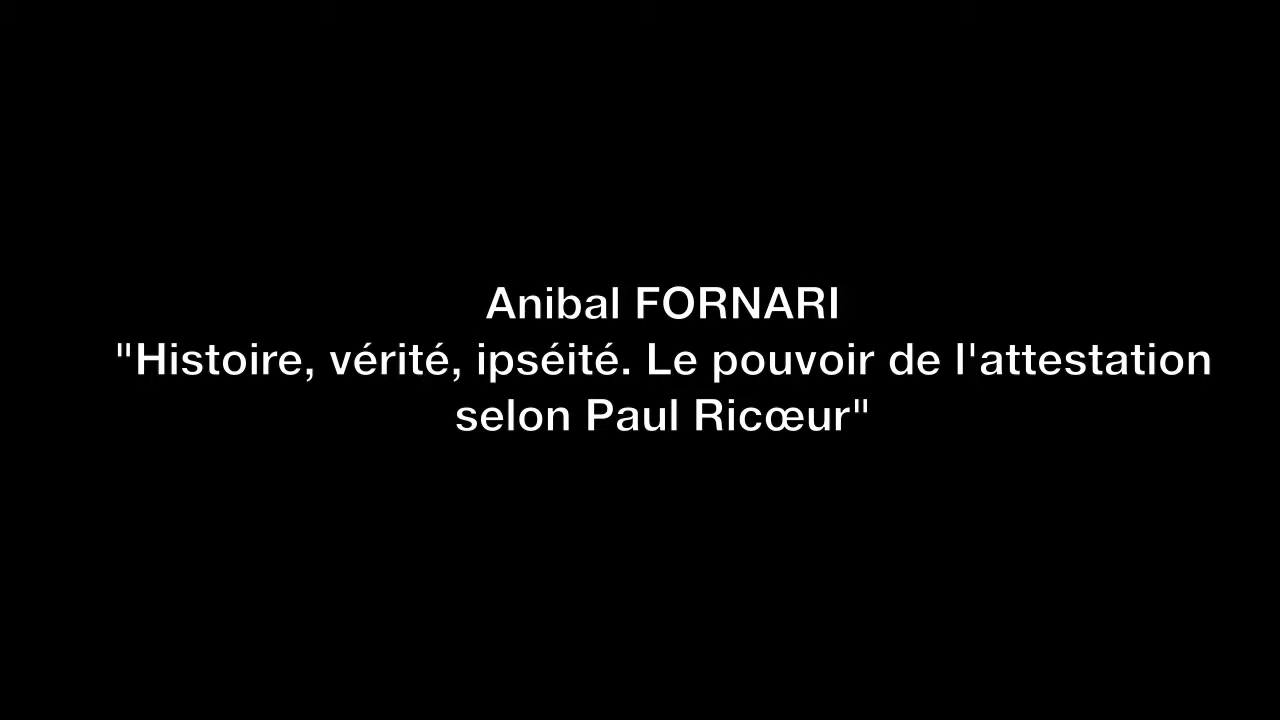 Anibal FORNARI
"Histoire, vérité, ipséité. Le pouvoir de l'attestation
selon Paul Ricœur"